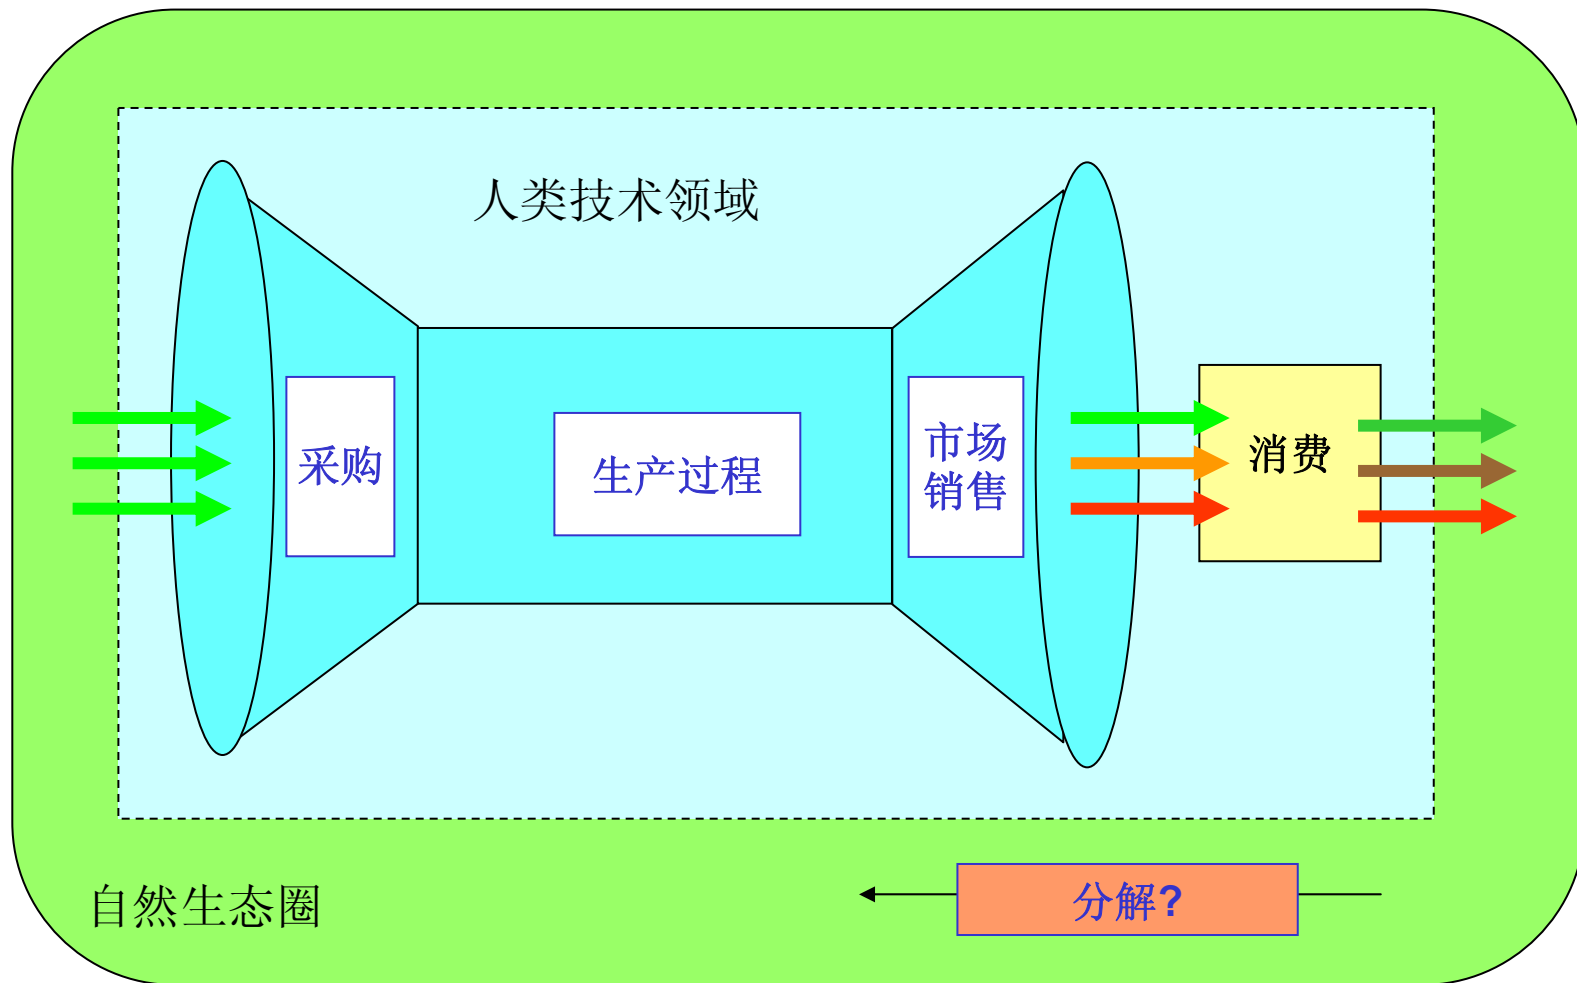 人类技术领域
采购
生产过程
市场
销售
消费
自然生态圈
分解?